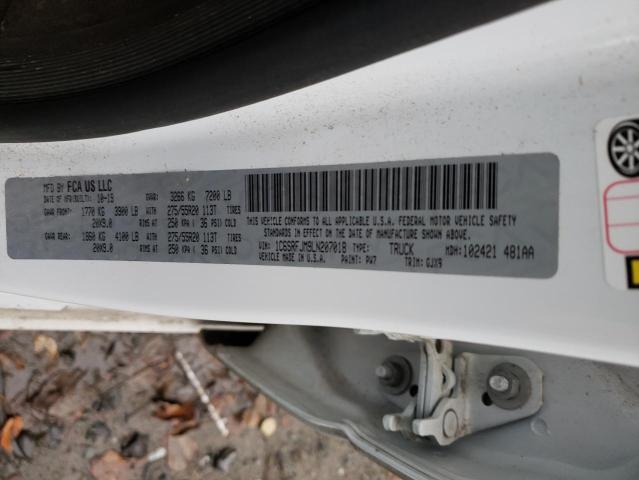 MFD BY FCA US LLC
DATE OF MFR(BUILT): 10-19 GVWR: 3266 KG 7200 LB
GAWR FRONT: 1770 KG 3900 LB WITH 275/55R20 113T TIRES
20X9.0 RIMS AT 250 KPA ( 36 PSI) COLD
GAWR REAR: 1860 KG 4100 LB WITH 275/55R20 113T TIRES
20X9.0 RIMS AT 250 KPA ( 36 PSI) COLD
THIS VEHICLE CONFORMS TO ALL APPLICABLE U.S.A. FEDERAL MOTOR VEHICLE SAFETY
STANDARDS IN EFFECT ON THE DATE OF MANUFACTURE SHOWN ABOVE.
VIN: 1C6SRFJM9LN207018 TYPE: TRUCK MDH: 102421 481AA
VEHICLE MADE IN: U.S.A. PAINT: PW7 TRIM: GJX9